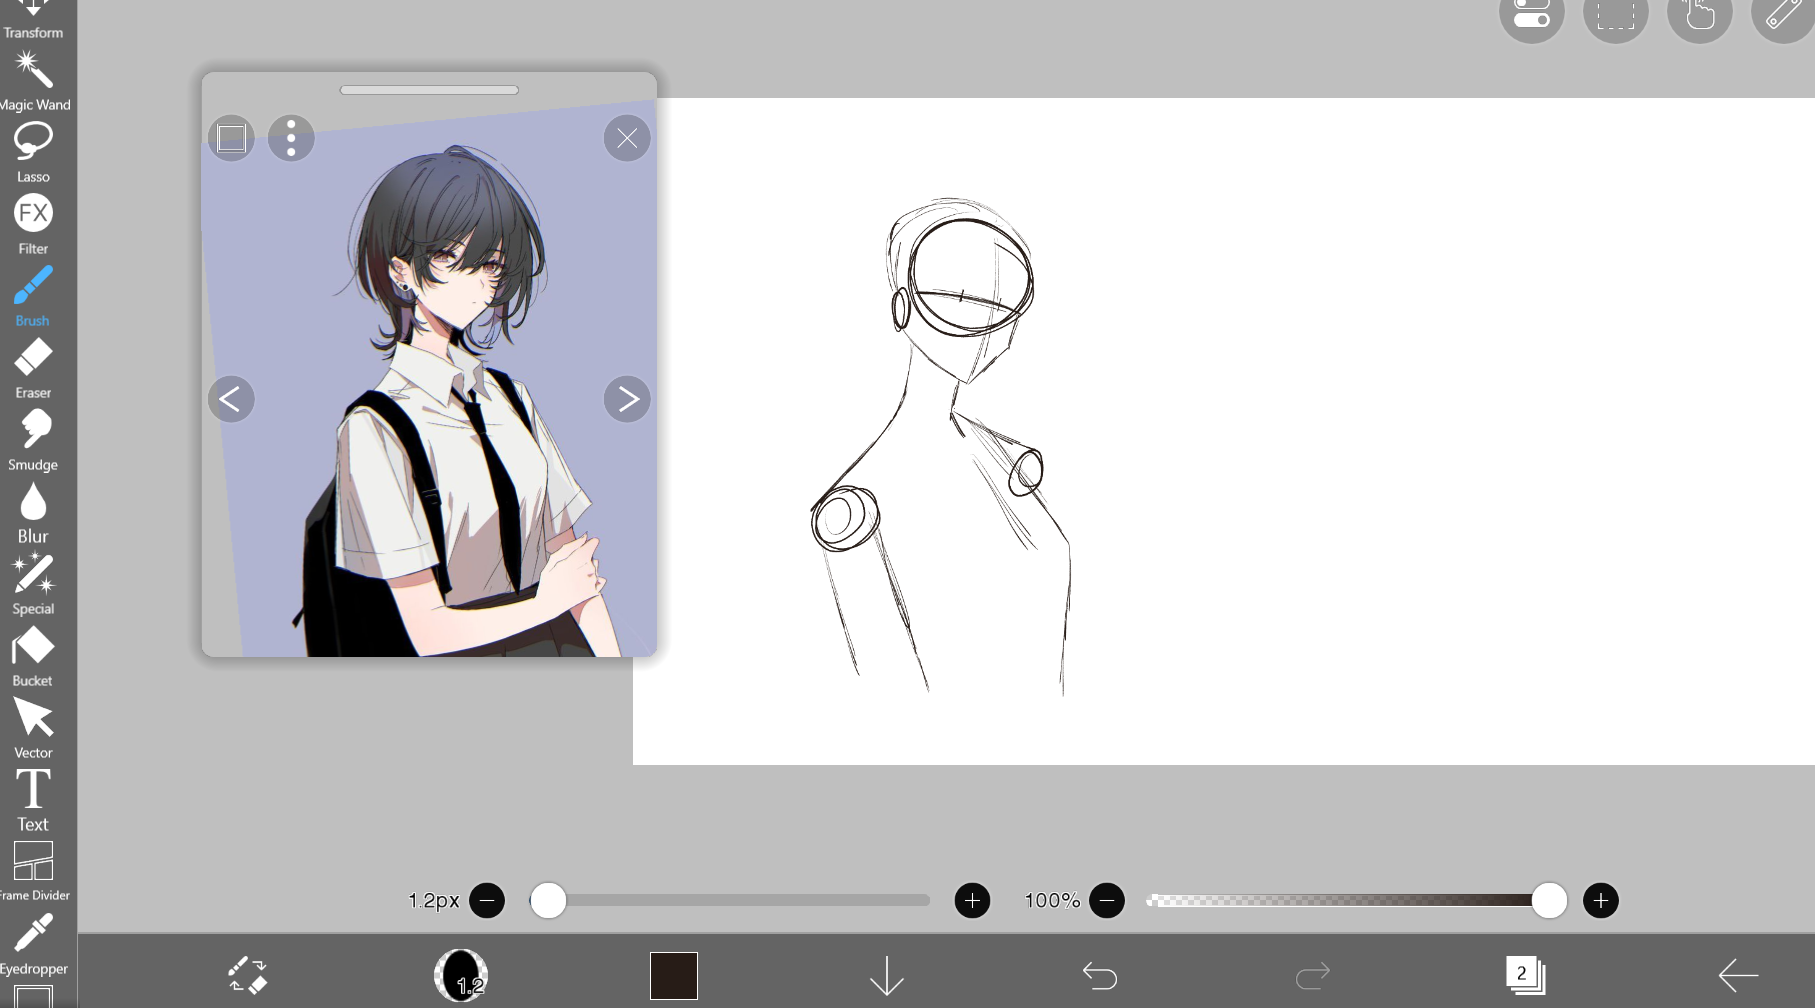 Transform
Magic Wand
Lasso
FX
Filter
Brush
Eraser
Smudge
Blur
Special
Bucket
Vector
T
Text
Frame Divider
Eyedropper
1.2px
100%
1.2
2